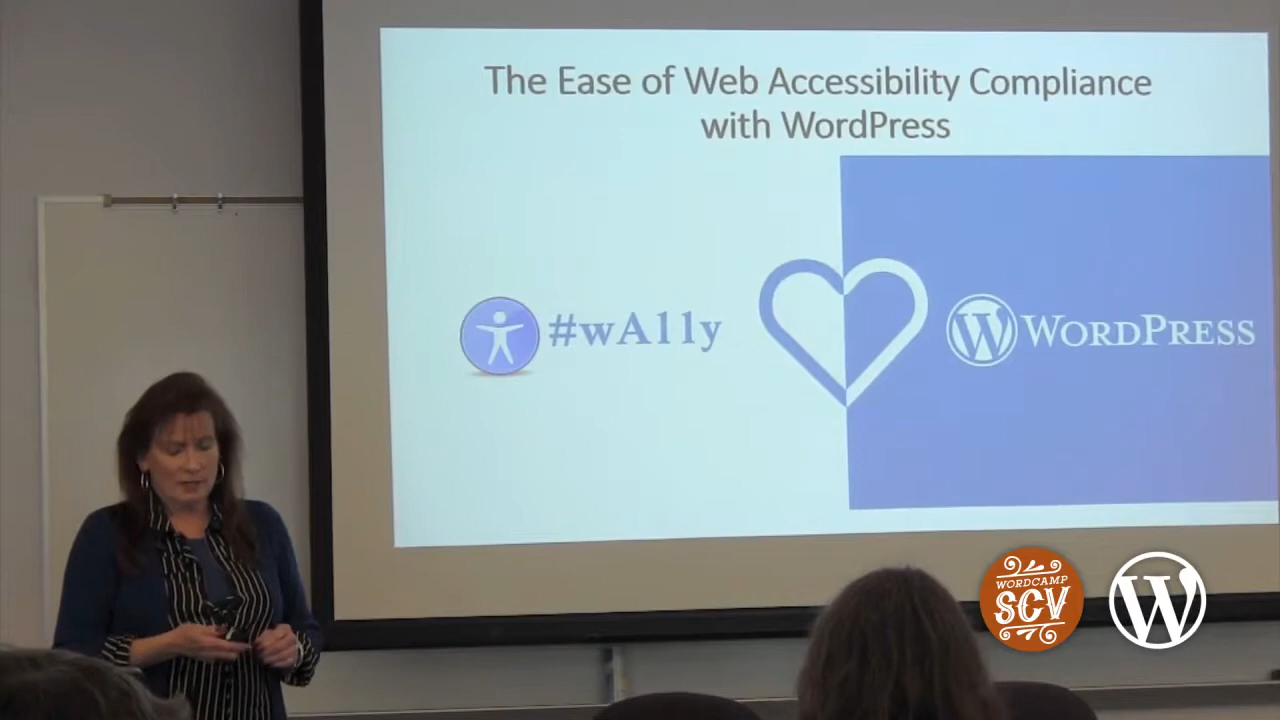 The Ease of Web Accessibility Compliance
with WordPress
#wA11y
WORDPRESS
WORDCAMP
SCV